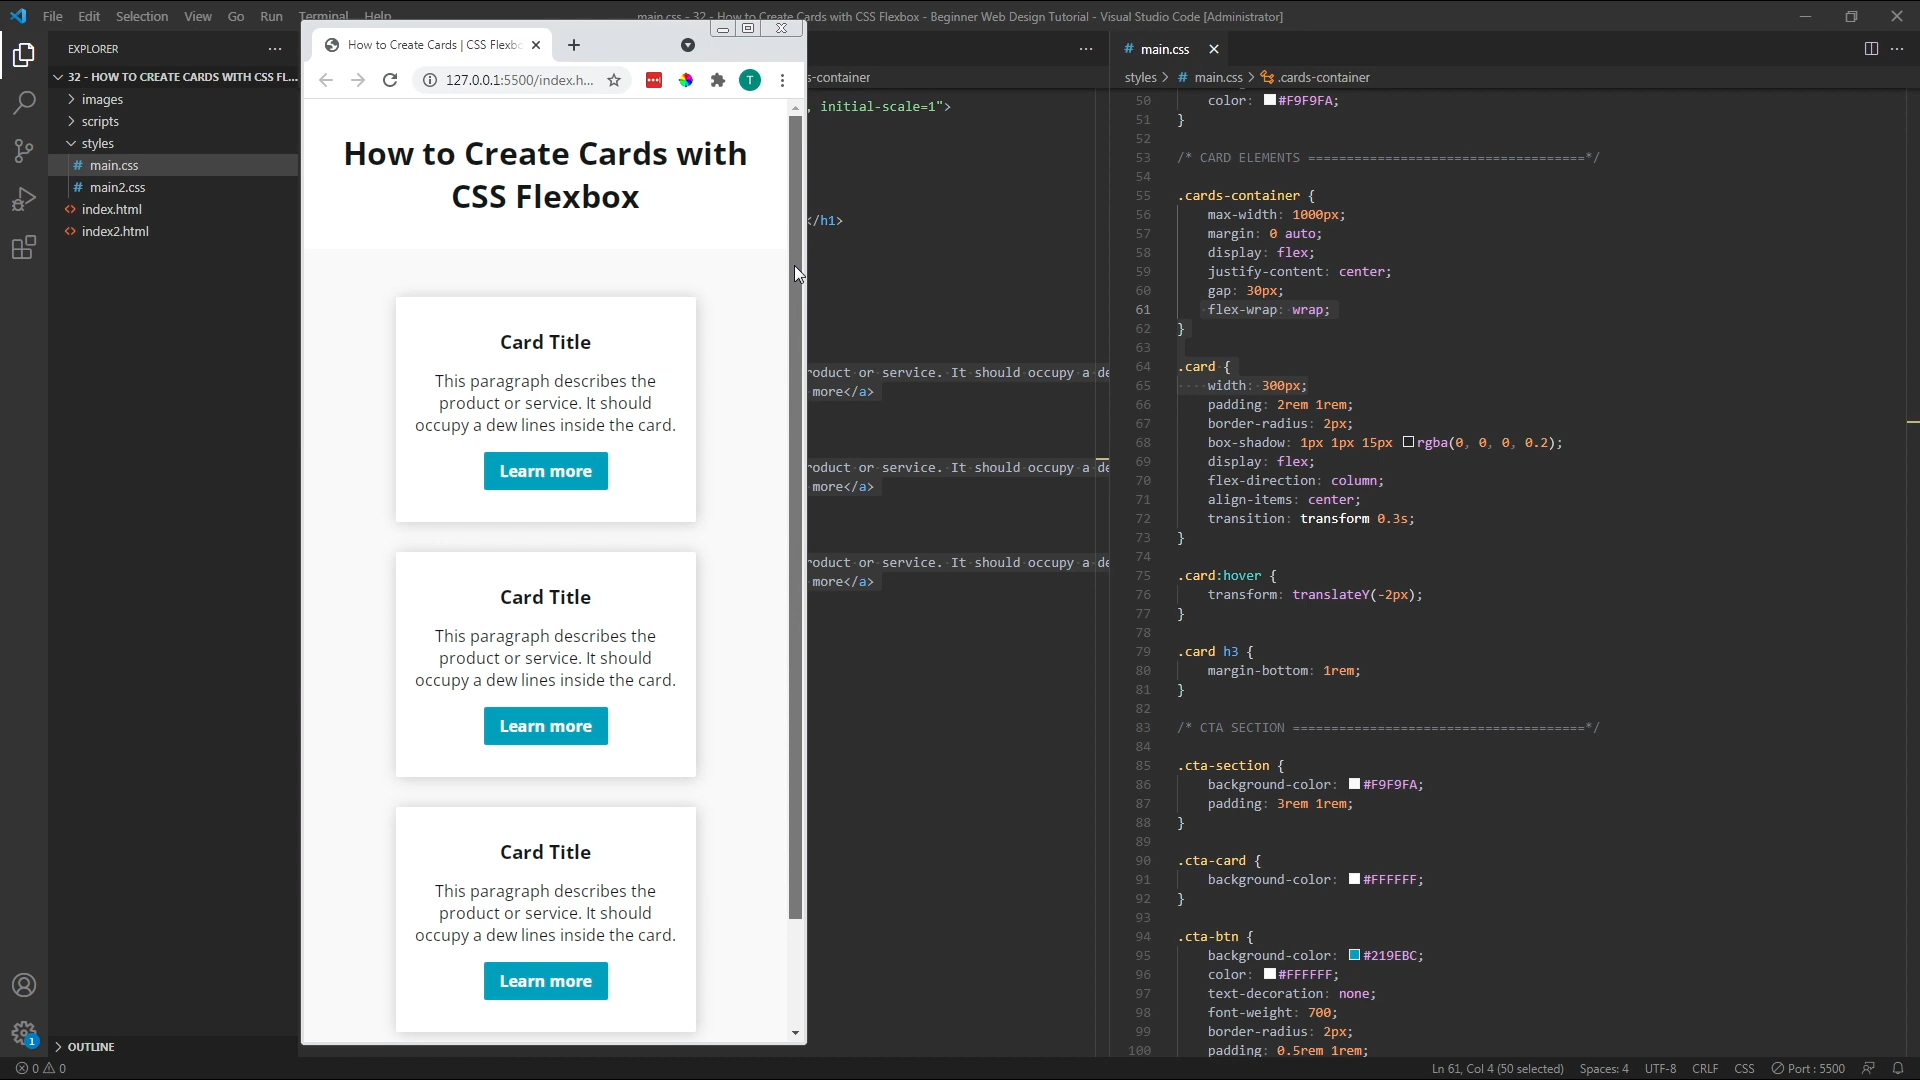 File Edit Selection View Go Run Terminal Help
main.css - 32 - How to Create Cards with CSS Flexbox - Beginner Web Design Tutorial - Visual Studio Code [Administrator]
EXPLORER
32 - HOW TO CREATE CARDS WITH CSS FL...
images
scripts
styles
# main.css
# main2.css
<> index.html
<> index2.html
OUTLINE
How to Create Cards | CSS Flexbo
127.0.0.1:5500/index.h...
T
How to Create Cards with
CSS Flexbox
Card Title
This paragraph describes the
product or service. It should
occupy a dew lines inside the card.
Learn more
Card Title
This paragraph describes the
product or service. It should
occupy a dew lines inside the card.
Learn more
Card Title
This paragraph describes the
product or service. It should
occupy a dew lines inside the card.
Learn more
s-container
, initial-scale=1">
</h1>
roduct or service. It should occupy a de
more</a>
roduct or service. It should occupy a de
more</a>
roduct or service. It should occupy a de
more</a>
# main.css
styles > # main.css > .cards-container
50 color: #F9F9FA;
51 }
52
53 /* CARD ELEMENTS ====================================*/
54
55 .cards-container {
56 max-width: 1000px;
57 margin: 0 auto;
58 display: flex;
59 justify-content: center;
60 gap: 30px;
61 flex-wrap: wrap;
62 }
63
64 .card {
65 width: 300px;
66 padding: 2rem 1rem;
67 border-radius: 2px;
68 box-shadow: 1px 1px 15px rgba(0, 0, 0, 0.2);
69 display: flex;
70 flex-direction: column;
71 align-items: center;
72 transition: transform 0.3s;
73 }
74
75 .card:hover {
76 transform: translateY(-2px);
77 }
78
79 .card h3 {
80 margin-bottom: 1rem;
81 }
82
83 /* CTA SECTION ======================================*/
84
85 .cta-section {
86 background-color: #F9F9FA;
87 padding: 3rem 1rem;
88 }
89
90 .cta-card {
91 background-color: #FFFFFF;
92 }
93
94 .cta-btn {
95 background-color: #219EBC;
96 color: #FFFFFF;
97 text-decoration: none;
98 font-weight: 700;
99 border-radius: 2px;
100 padding: 0.5rem 1rem;
1
0 0
Ln 61, Col 4 (50 selected) Spaces: 4 UTF-8 CRLF CSS Port : 5500